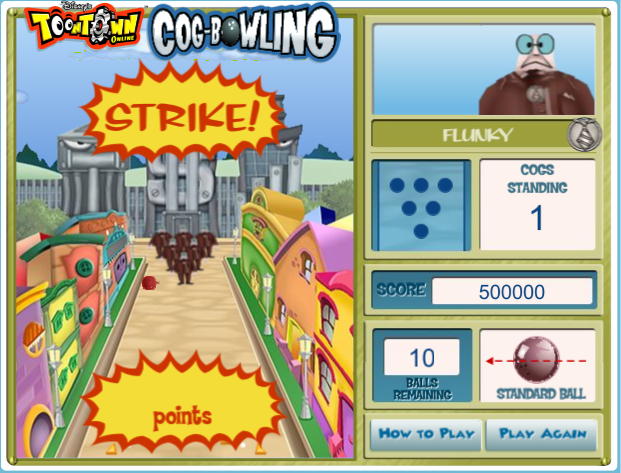 Disney's
TOONTOWN
ONLINE
COG-BOWLING
STRIKE!
FLUNKY
COGS
STANDING
1
SCORE
500000
10
BALLS
REMAINING
STANDARD BALL
points
HOW TO PLAY
PLAY AGAIN